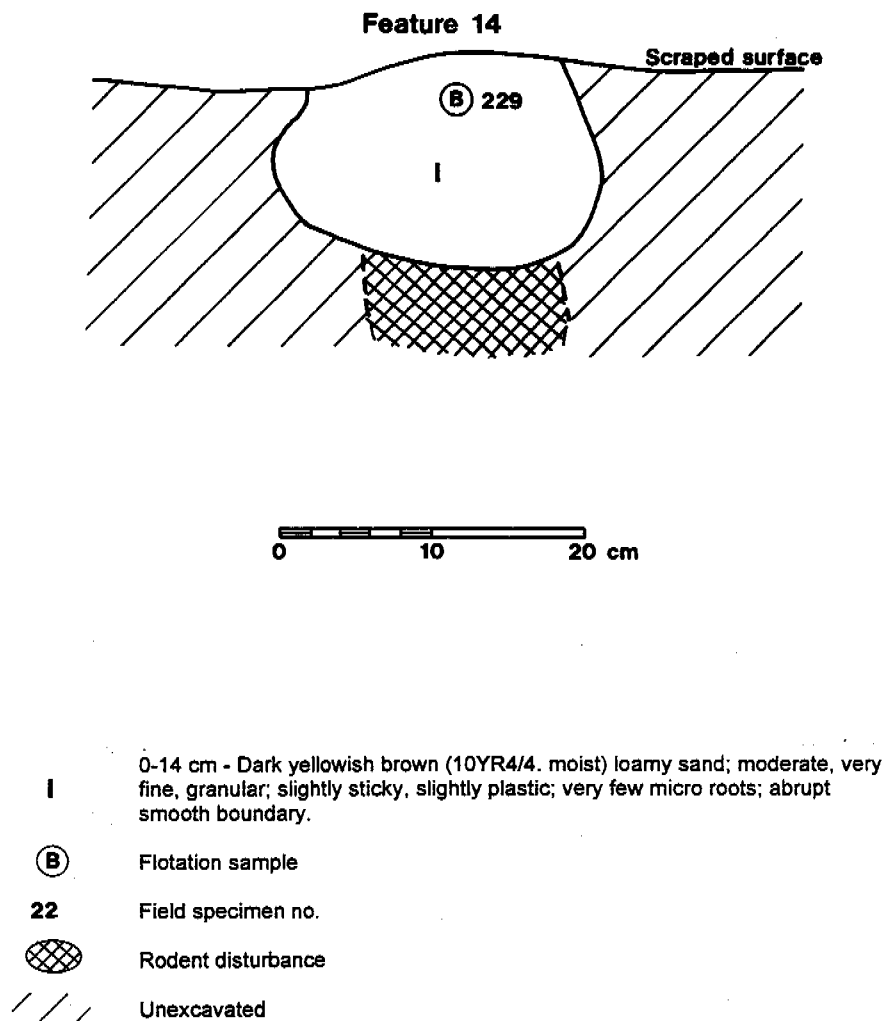 Feature 14
Scraped surface
B 229
I
0 10 20 cm
I 0-14 cm - Dark yellowish brown (10YR4/4. moist) loamy sand; moderate, very
fine, granular; slightly sticky, slightly plastic; very few micro roots; abrupt
smooth boundary.
B Flotation sample
22 Field specimen no.
Rodent disturbance
Unexcavated